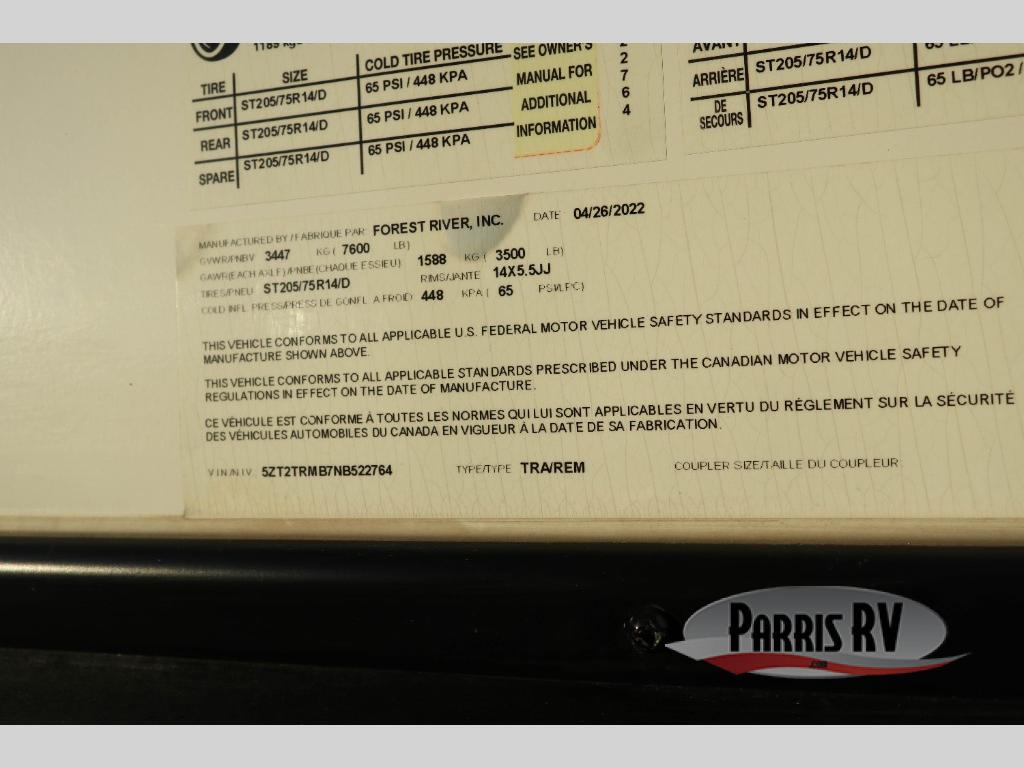 1189 kg
TIRE SIZE COLD TIRE PRESSURE
FRONT ST205/75R14/D 65 PSI / 448 KPA
REAR ST205/75R14/D 65 PSI / 448 KPA
SPARE ST205/75R14/D 65 PSI / 448 KPA
SEE OWNER'S
MANUAL FOR
ADDITIONAL
INFORMATION
2
7
6
4
AVANT
ARRIÈRE ST205/75R14/D
DE SECOURS ST205/75R14/D 65 LB/PO2 /
MANUFACTURED BY / FABRIQUE PAR FOREST RIVER, INC. DATE 04/26/2022
GVWR/PNBV 3447 KG ( 7600 LB)
GAWR(EACH AXLE)/PNBE(CHAQUE ESSIEU) 1588 KG ( 3500 LB)
TIRES/PNEU ST205/75R14/D RIMS/JANTE 14X5.5JJ
COLD INFL. PRESS/PRESS DE GONFL. A FROID 448 KPA ( 65 PSI/LPC)
THIS VEHICLE CONFORMS TO ALL APPLICABLE U.S. FEDERAL MOTOR VEHICLE SAFETY STANDARDS IN EFFECT ON THE DATE OF
MANUFACTURE SHOWN ABOVE.
THIS VEHICLE CONFORMS TO ALL APPLICABLE STANDARDS PRESCRIBED UNDER THE CANADIAN MOTOR VEHICLE SAFETY
REGULATIONS IN EFFECT ON THE DATE OF MANUFACTURE.
CE VÉHICULE EST CONFORME À TOUTES LES NORMES QUI LUI SONT APPLICABLES EN VERTU DU RÉGLEMENT SUR LA SÉCURITÉ
DES VÉHICULES AUTOMOBILES DU CANADA EN VIGUEUR À LA DATE DE SA FABRICATION.
V I N / N I V 5ZT2TRMB7NB522764 TYPE/TYPE TRA/REM COUPLER SIZE/TAILLE DU COUPLEUR
PARRIS RV
.com